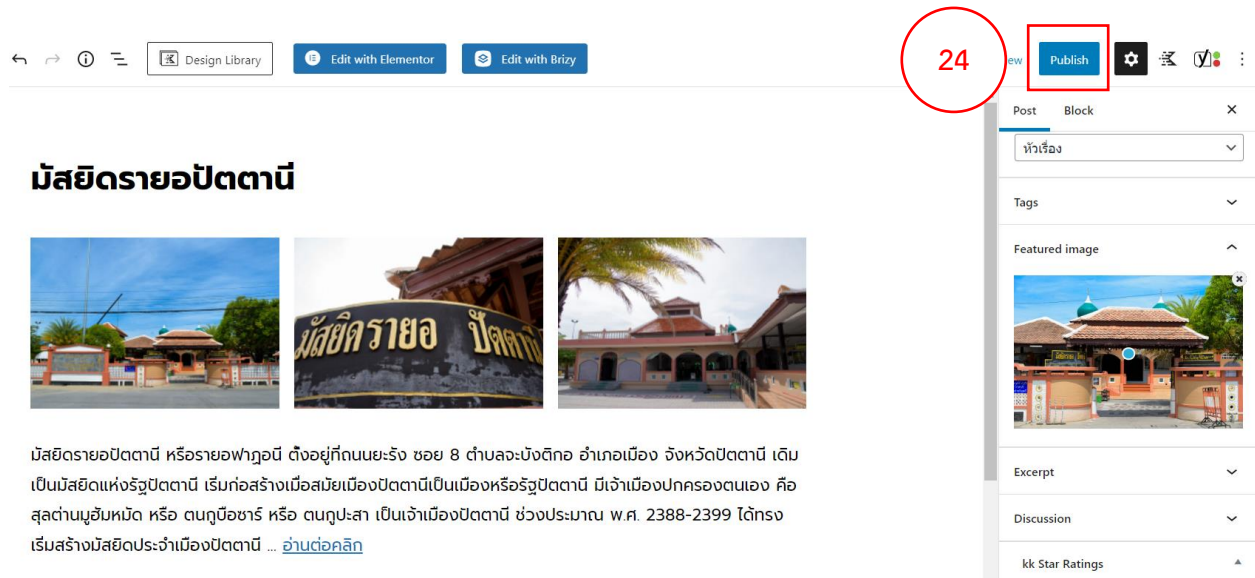 Design Library
Edit with Elementor
Edit with Brizy
24
ew
Publish
Post
Block
หัวเรื่อง
Tags
Featured image
Excerpt
Discussion
kk Star Ratings
มัสยิดรายอปัตตานี
มัสยิดรายอ ปัตตานี
มัสยิดรายอปัตตานี หรือรายอฟาฏอนี ตั้งอยู่ที่ถนนยะรัง ซอย 8 ตำบลจะบังติกอ อำเภอเมือง จังหวัดปัตตานี เดิม
เป็นมัสยิดแห่งรัฐปัตตานี เริ่มก่อสร้างเมื่อสมัยเมืองปัตตานีเป็นเมืองหรือรัฐปัตตานี มีเจ้าเมืองปกครองตนเอง คือ
สุลต่านมูฮัมหมัด หรือ ตนกูบือซาร์ หรือ ตนกูปะสา เป็นเจ้าเมืองปัตตานี ช่วงประมาณ พ.ศ. 2388-2399 ได้ทรง
เริ่มสร้างมัสยิดประจำเมืองปัตตานี ... อ่านต่อคลิก